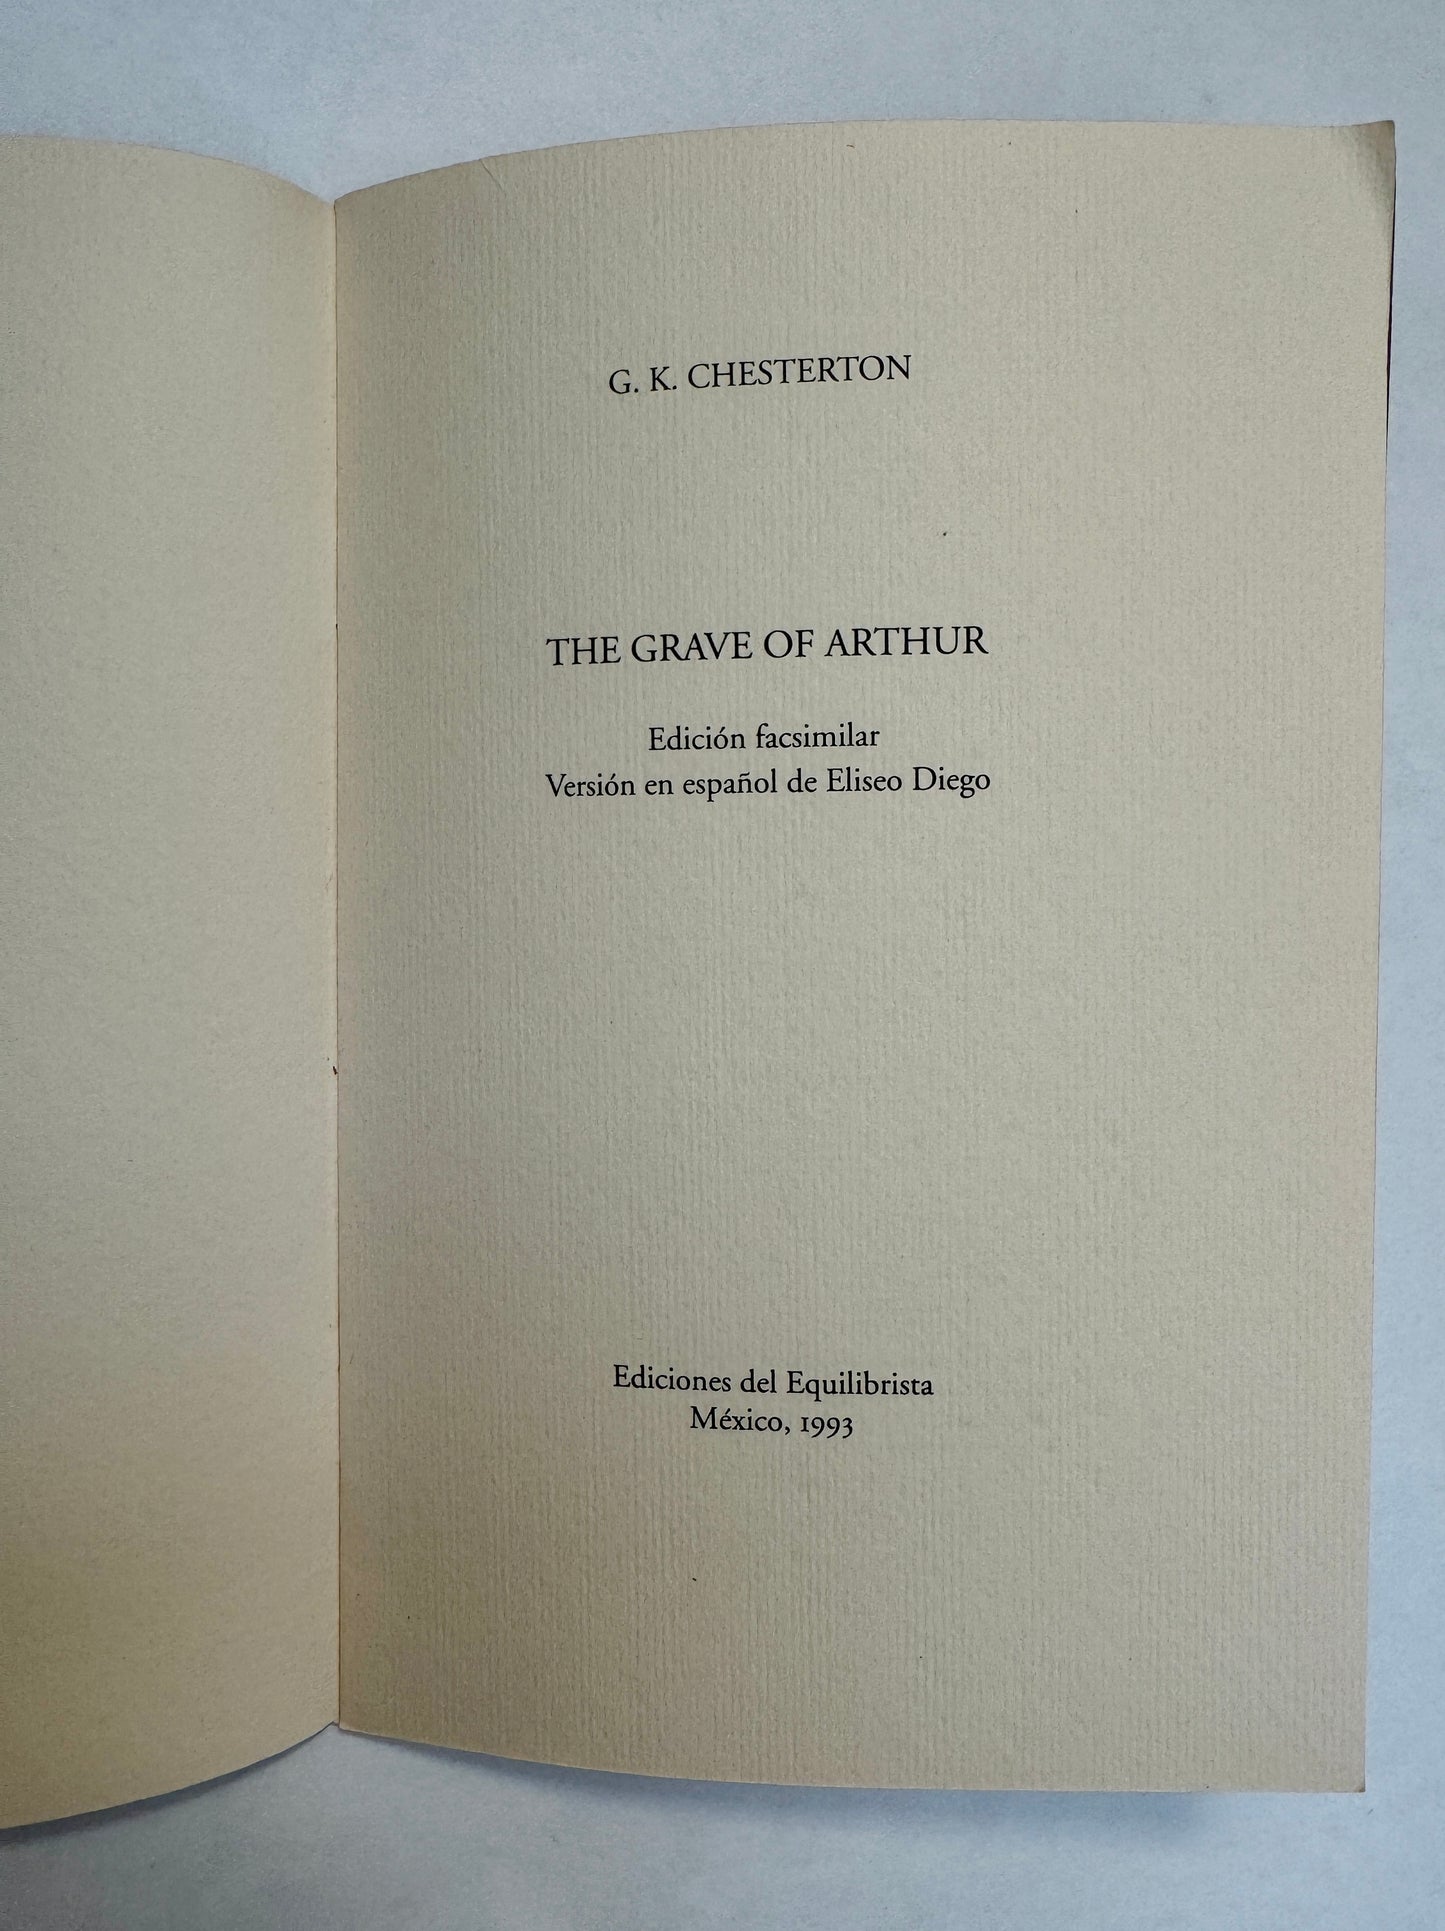 G. K. CHESTERTON
THE GRAVE OF ARTHUR
Edición facsimilar
Versión en español de Eliseo Diego
Ediciones del Equilibrista
México, 1993